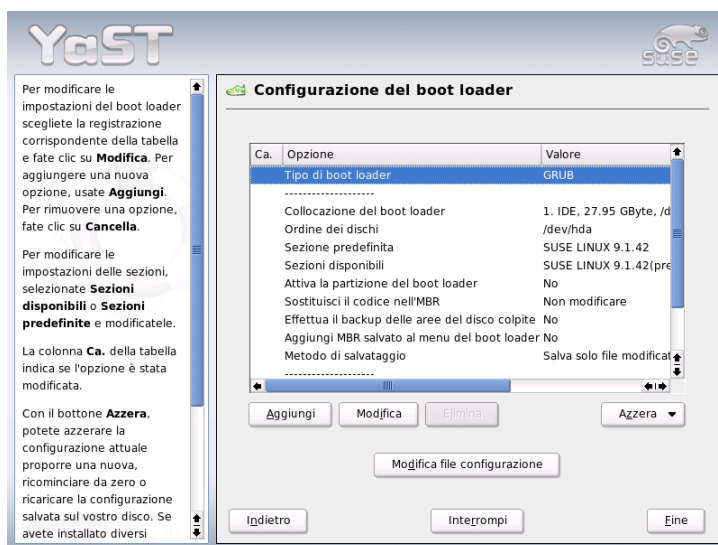 YaST
SUSE
Per modificare le
impostazioni del boot loader
scegliete la registrazione
corrispondente della tabella
e fate clic su Modifica. Per
aggiungere una nuova
opzione, usate Aggiungi.
Per rimuovere una opzione,
fate clic su Cancella.
Per modificare le
impostazioni delle sezioni,
selezionate Sezioni
disponibili o Sezioni
predefinite e modificatele.
La colonna Ca. della tabella
indica se l'opzione è stata
modificata.
Con il bottone Azzera,
potete azzerare la
configurazione attuale
proporre una nuova,
ricominciare da zero o
ricaricare la configurazione
salvata sul vostro disco. Se
avete installato diversi
Configurazione del boot loader
Ca. Opzione Valore
Tipo di boot loader GRUB
--------------------
Collocazione del boot loader 1. IDE, 27.95 GByte, /d
Ordine dei dischi /dev/hda
Sezione predefinita SUSE LINUX 9.1.42
Sezioni disponibili SUSE LINUX 9.1.42(pre
Attiva la partizione del boot loader No
Sostituisci il codice nell'MBR Non modificare
Effettua il backup delle aree del disco colpite No
Aggiungi MBR salvato al menu del boot loader No
Metodo di salvataggio Salva solo file modificat
--------------------
Aggiungi Modifica Elimina Azzera
Modifica file configurazione
Indietro Interrompi Fine